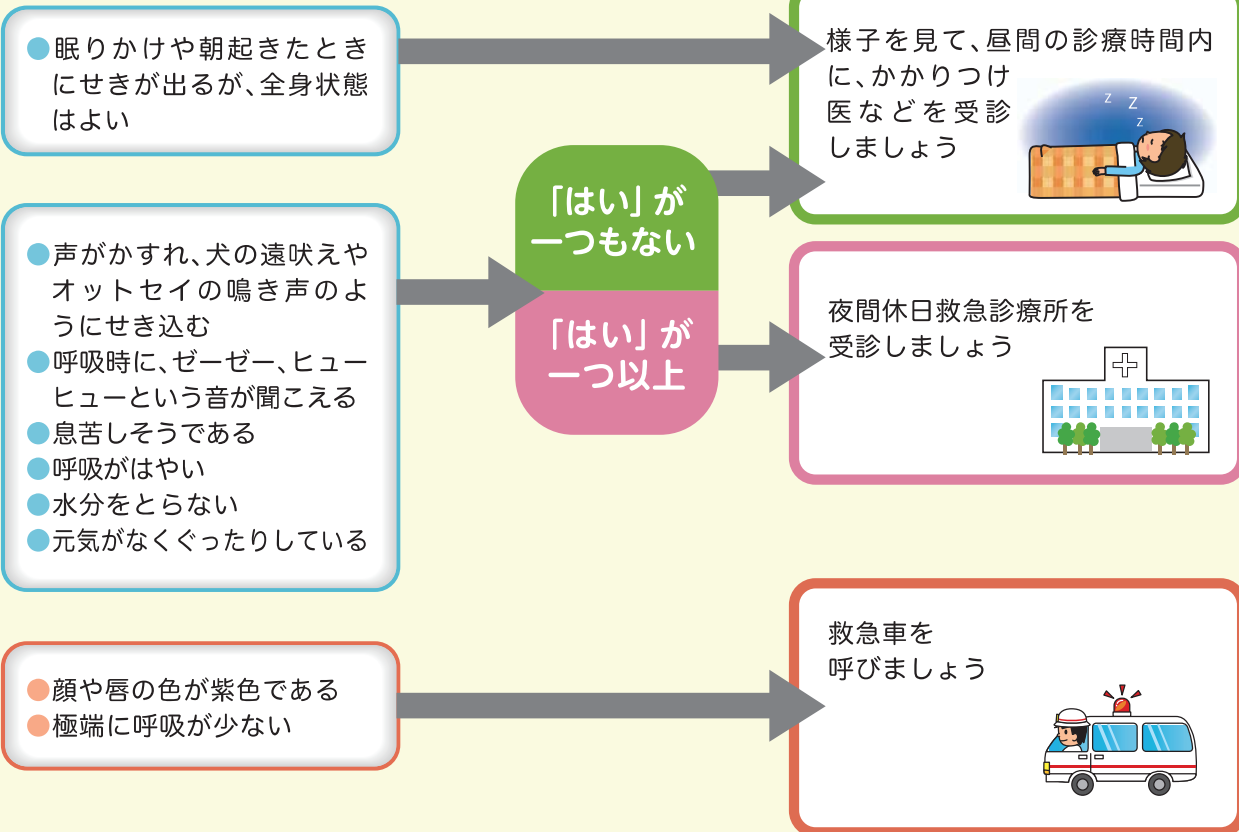 ●眠りかけや朝起きたとき
にせきが出るが、全身状態
はよい
様子を見て、昼間の診療時間内
に、かかりつけ
医などを受診
しましょう
z Z z
●声がかすれ、犬の遠吠えや
オットセイの鳴き声のよ
うにせき込む
●呼吸時に、ゼーゼー、ヒュー
ヒューという音が聞こえる
●息苦しそうである
●呼吸がはやい
●水分をとらない
●元気がなくぐったりしている
「はい」が
一つもない
「はい」が
一つ以上
夜間休日救急診療所を
受診しましょう
●顔や唇の色が紫色である
●極端に呼吸が少ない
救急車を
呼びましょう